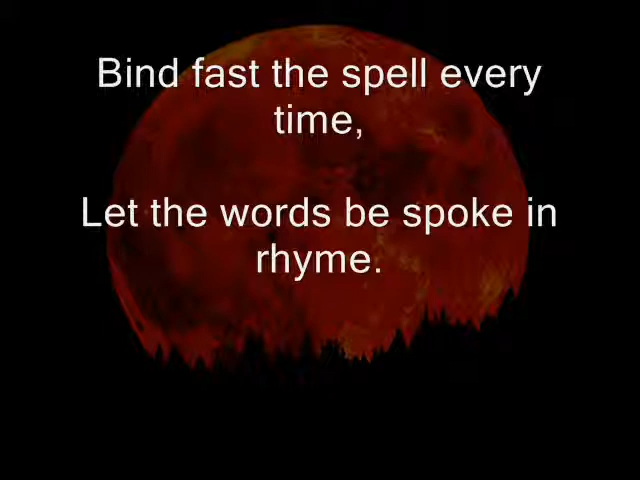 Bind fast the spell every
time,
Let the words be spoke in
rhyme.